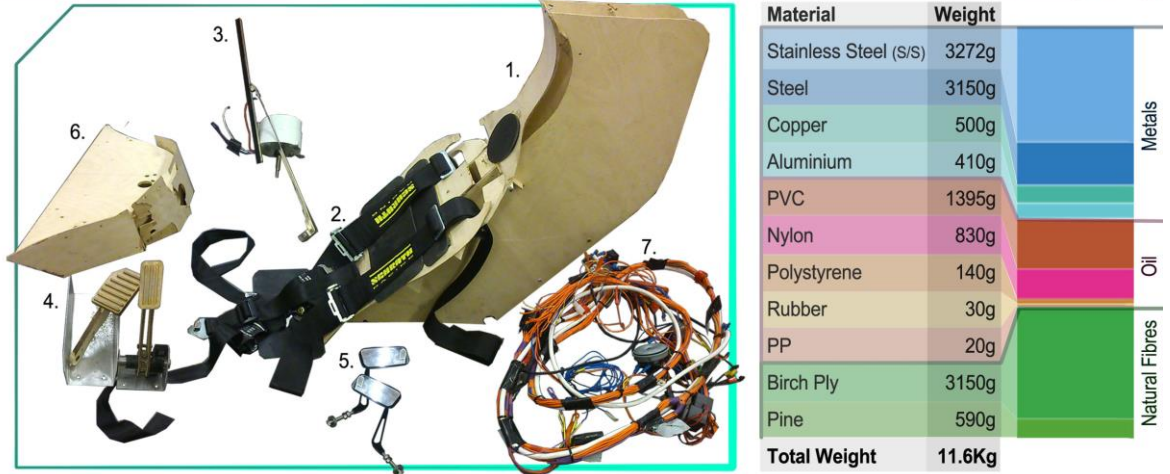 1.
2.
3.
4.
5.
6.
7.
SCHROTH
Material Weight
Stainless Steel (S/S) 3272g
Steel 3150g
Copper 500g
Aluminium 410g
PVC 1395g
Nylon 830g
Polystyrene 140g
Rubber 30g
PP 20g
Birch Ply 3150g
Pine 590g
Total Weight 11.6Kg
Metals
Oil
Natural Fibres